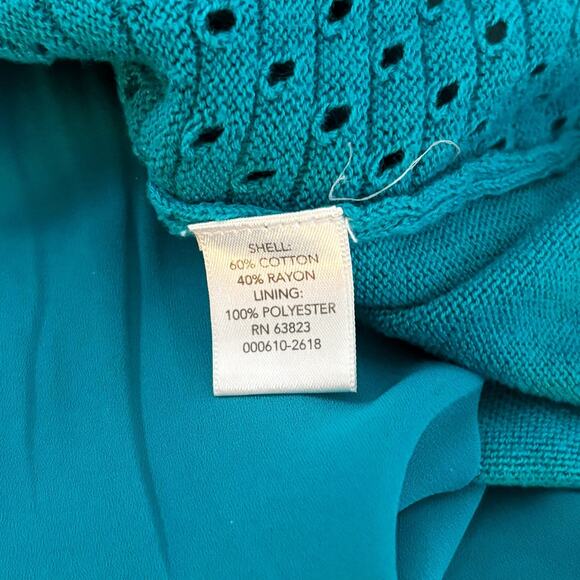 SHELL:
60% COTTON
40% RAYON
LINING:
100% POLYESTER
RN 63823
000610-2618